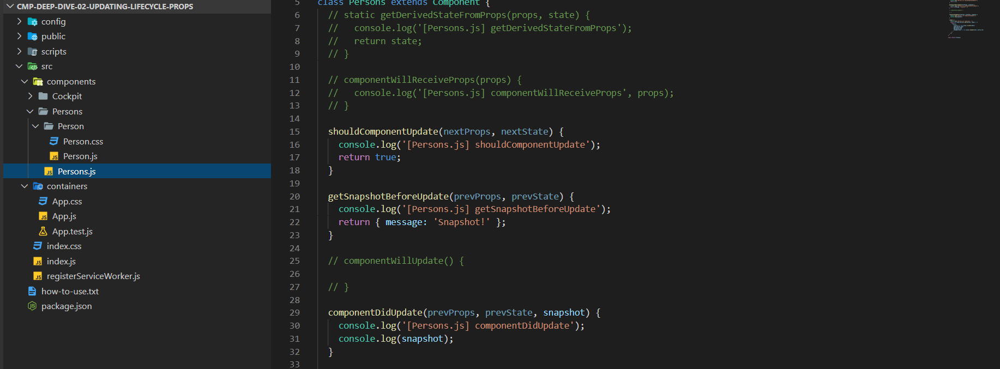 CMP-DEEP-DIVE-02-UPDATING-LIFECYCLE-PROPS
config
public
scripts
src
components
Cockpit
Persons
Person
Person.css
Person.js
Persons.js
containers
App.css
App.js
App.test.js
index.css
index.js
registerServiceWorker.js
how-to-use.txt
package.json
5 class Persons extends Component {
6 // static getDerivedStateFromProps(props, state) {
7 //   console.log('[Persons.js] getDerivedStateFromProps');
8 //   return state;
9 // }
10
11 // componentWillReceiveProps(props) {
12 //   console.log('[Persons.js] componentWillReceiveProps', props);
13 // }
14
15 shouldComponentUpdate(nextProps, nextState) {
16 console.log('[Persons.js] shouldComponentUpdate');
17 return true;
18 }
19
20 getSnapshotBeforeUpdate(prevProps, prevState) {
21 console.log('[Persons.js] getSnapshotBeforeUpdate');
22 return { message: 'Snapshot!' };
23 }
24
25 // componentWillUpdate() {
26
27 // }
28
29 componentDidUpdate(prevProps, prevState, snapshot) {
30 console.log('[Persons.js] componentDidUpdate');
31 console.log(snapshot);
32 }
33